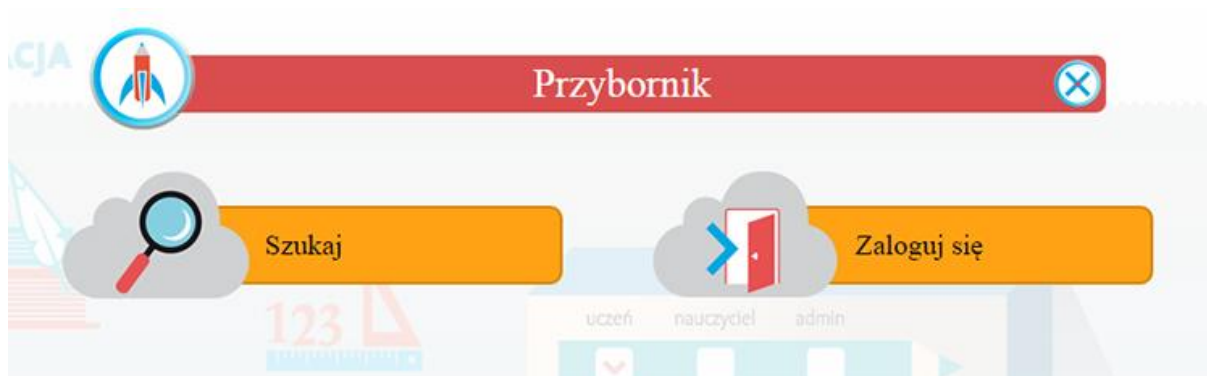 CJA
Przybornik
Szukaj
Zaloguj się
123
uczeń nauczyciel admin